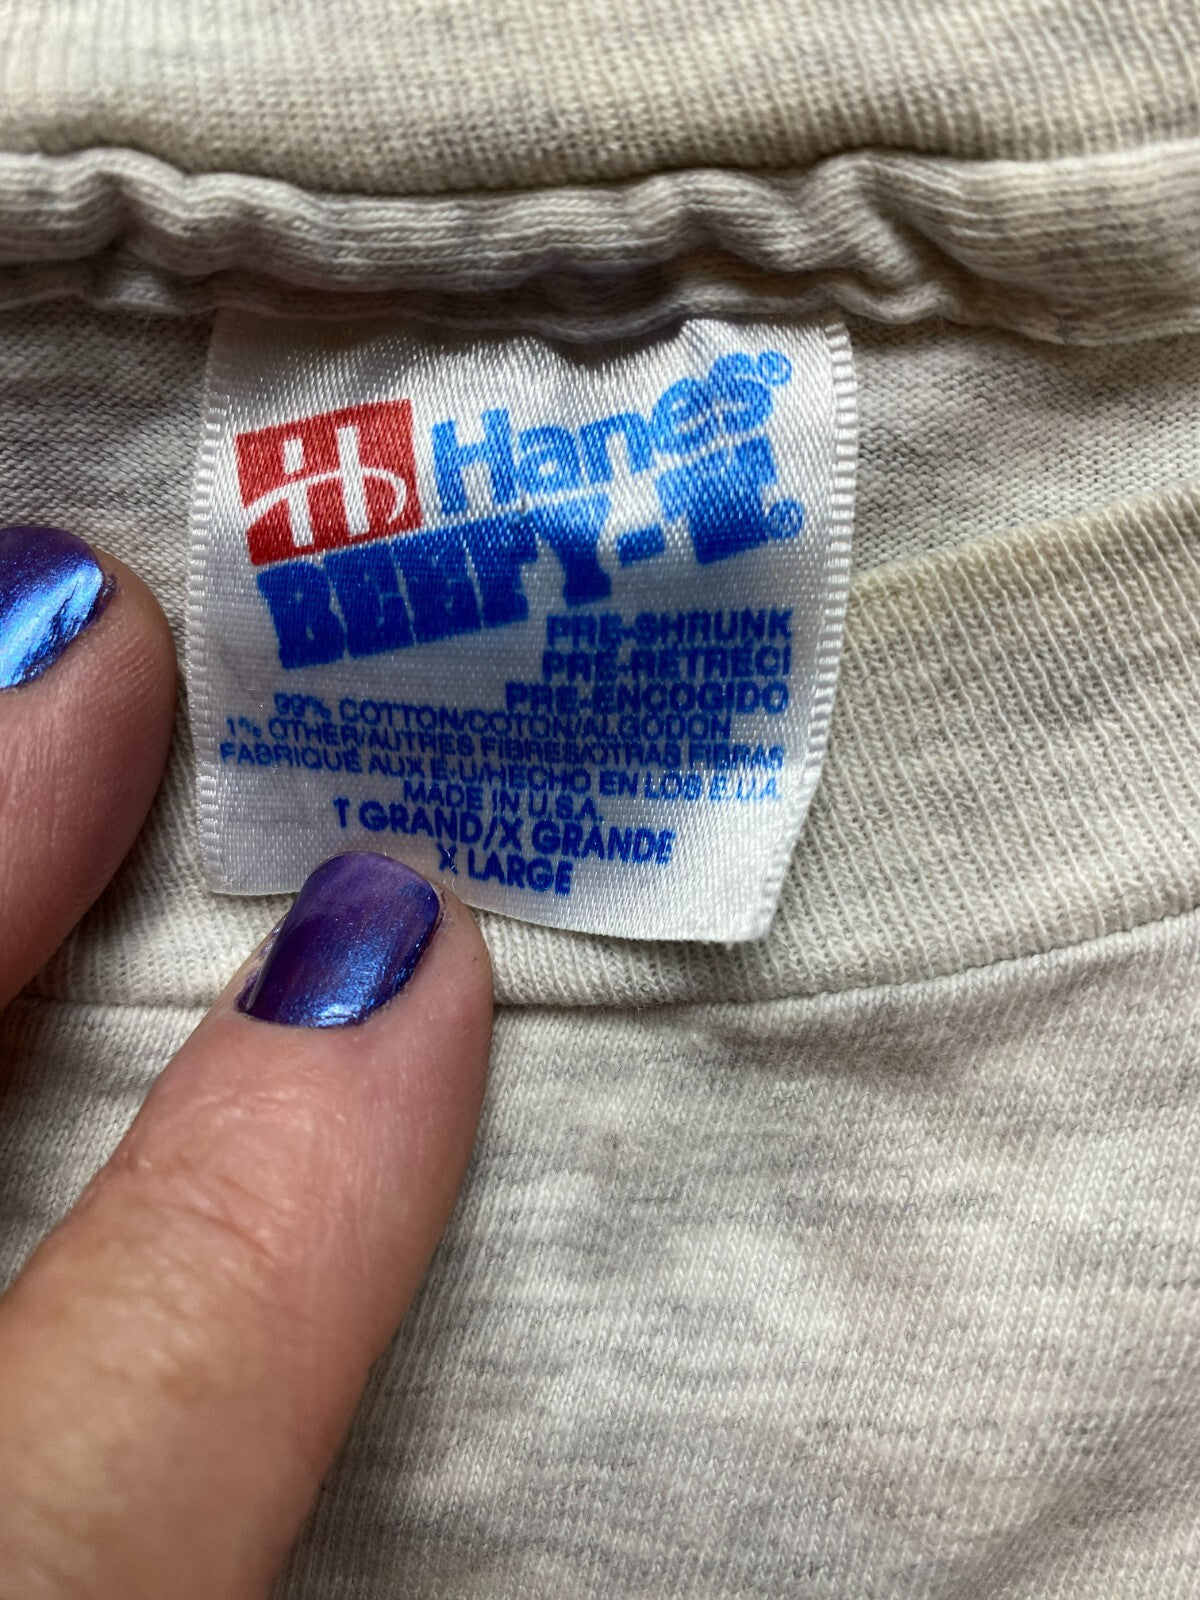 Hanes®
BEEFY-T®
PRE-SHRUNK
PRE-RETRECI
PRE-ENCOGIDO
99% COTTON/COTON/ALGODON
1% OTHER/AUTRES FIBRES/OTRAS FIBRAS
FABRIQUE AUX E-U/HECHO EN LOS E.U.A.
MADE IN U.S.A.
T GRAND/X GRANDE
X LARGE